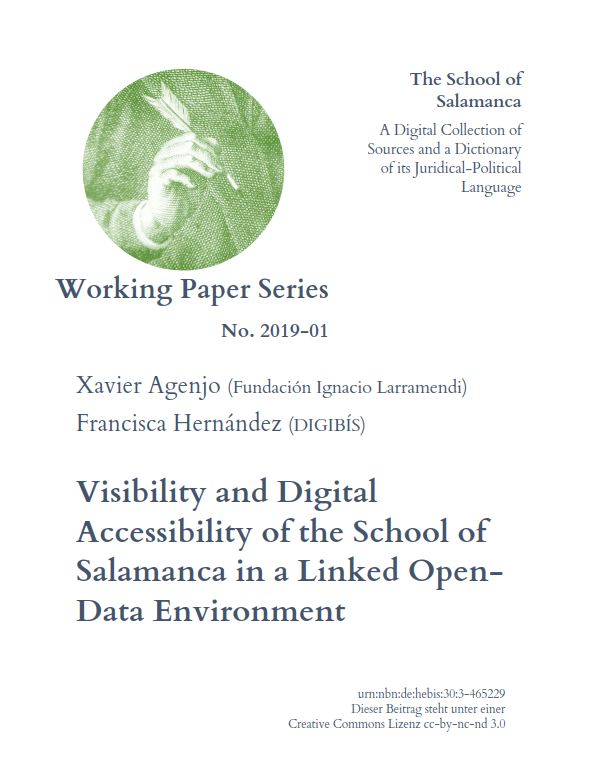 The School of
Salamanca
A Digital Collection of
Sources and a Dictionary
of its Juridical-Political
Language
Working Paper Series
No. 2019-01
Xavier Agenjo (Fundación Ignacio Larramendi)
Francisca Hernández (DIGIBÍS)
Visibility and Digital
Accessibility of the School of
Salamanca in a Linked Open-
Data Environment
urn:nbn:de:hebis:30:3-465229
Dieser Beitrag steht unter einer
Creative Commons Lizenz cc-by-nc-nd 3.0